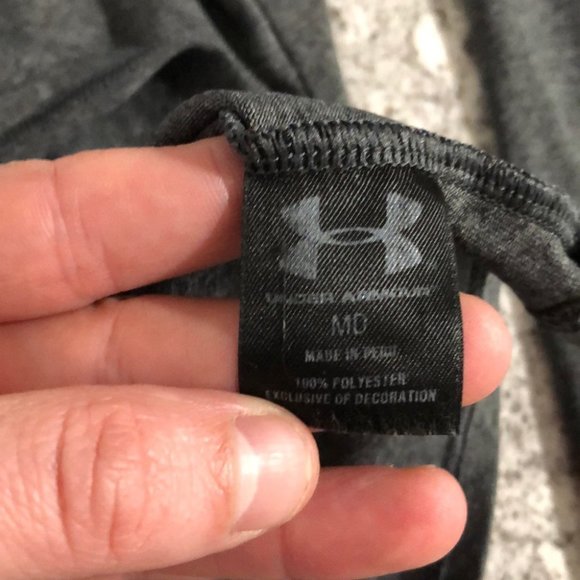 UNDER ARMOUR
MD
MADE IN PERU
100% POLYESTER
EXCLUSIVE OF DECORATION